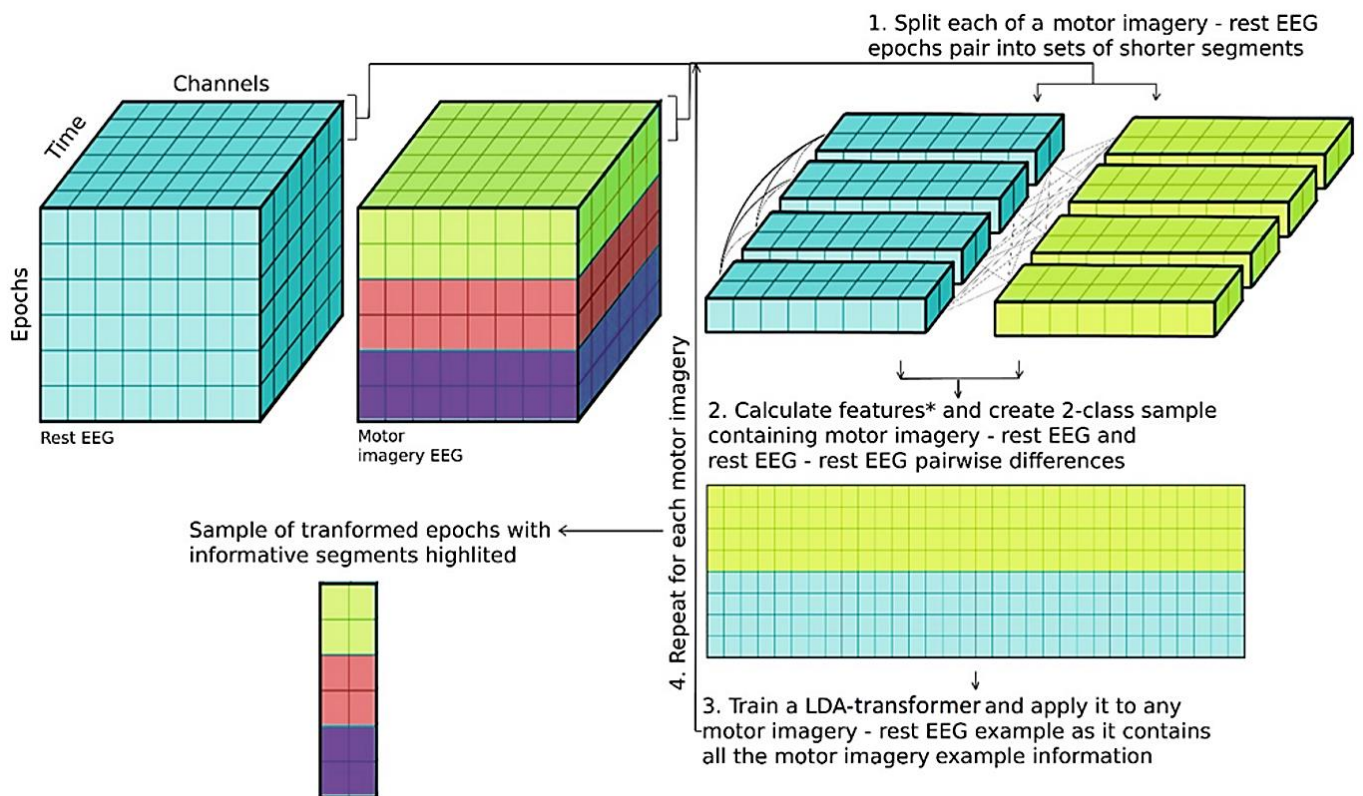 1. Split each of a motor imagery - rest EEG
epochs pair into sets of shorter segments
Channels
Time
Epochs
Rest EEG
Motor
imagery EEG
2. Calculate features* and create 2-class sample
containing motor imagery - rest EEG and
rest EEG - rest EEG pairwise differences
3. Train a LDA-transformer and apply it to any
motor imagery - rest EEG example as it contains
all the motor imagery example information
4. Repeat for each motor imagery
Sample of tranformed epochs with
informative segments highlited